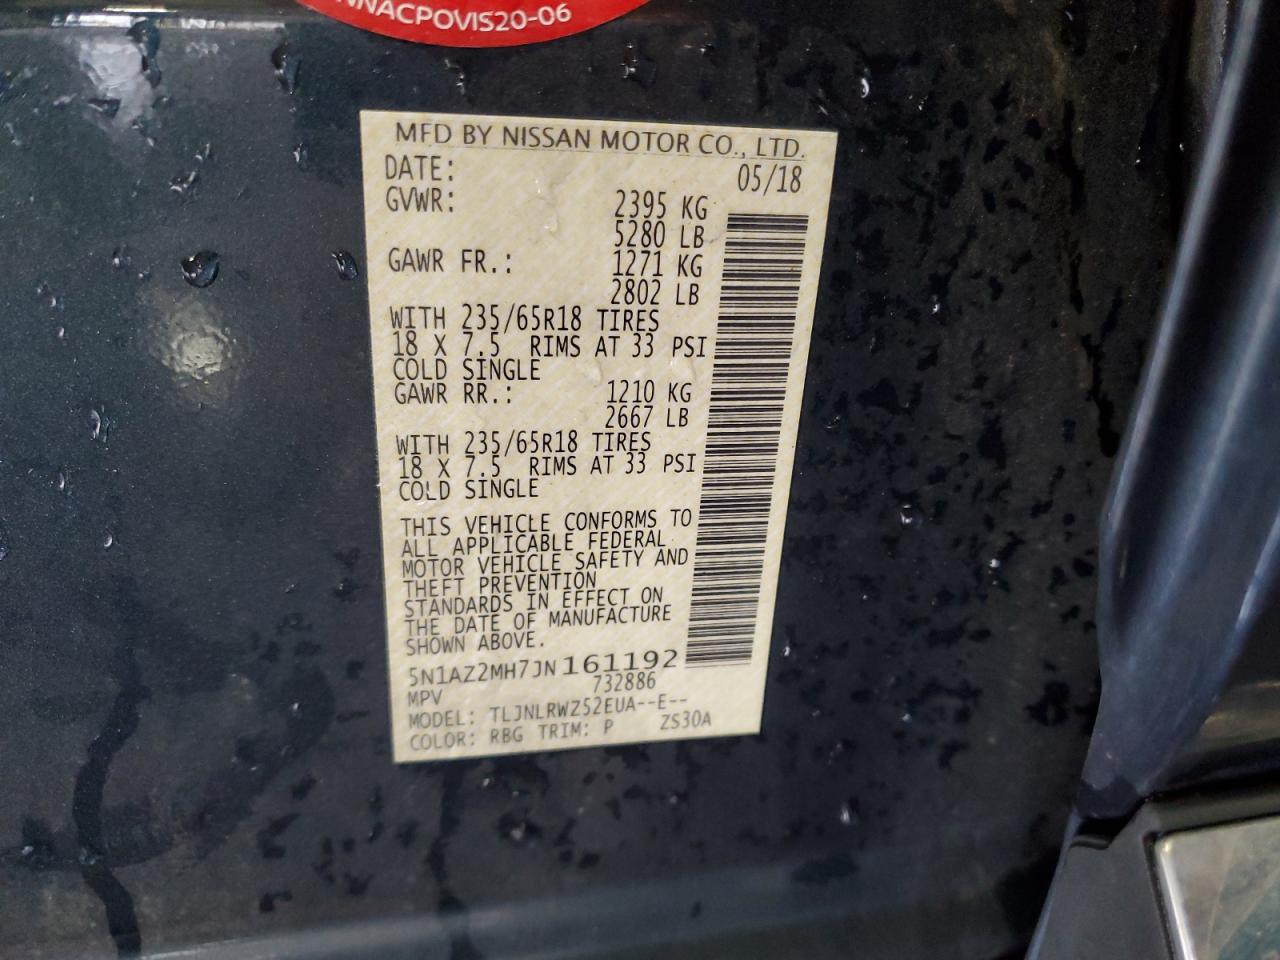 NNACPOVIS20-06
MFD BY NISSAN MOTOR CO., LTD.
DATE: 05/18
GVWR: 2395 KG
5280 LB
GAWR FR.: 1271 KG
2802 LB
WITH 235/65R18 TIRES
18 X 7.5 RIMS AT 33 PSI
COLD SINGLE
GAWR RR.: 1210 KG
2667 LB
WITH 235/65R18 TIRES
18 X 7.5 RIMS AT 33 PSI
COLD SINGLE
THIS VEHICLE CONFORMS TO
ALL APPLICABLE FEDERAL
MOTOR VEHICLE SAFETY AND
THEFT PREVENTION
STANDARDS IN EFFECT ON
THE DATE OF MANUFACTURE
SHOWN ABOVE.
5N1AZ2MH7JN161192
MPV 732886
MODEL: TLJNLRWZ52EUA--E--
COLOR: RBG TRIM: P ZS30A